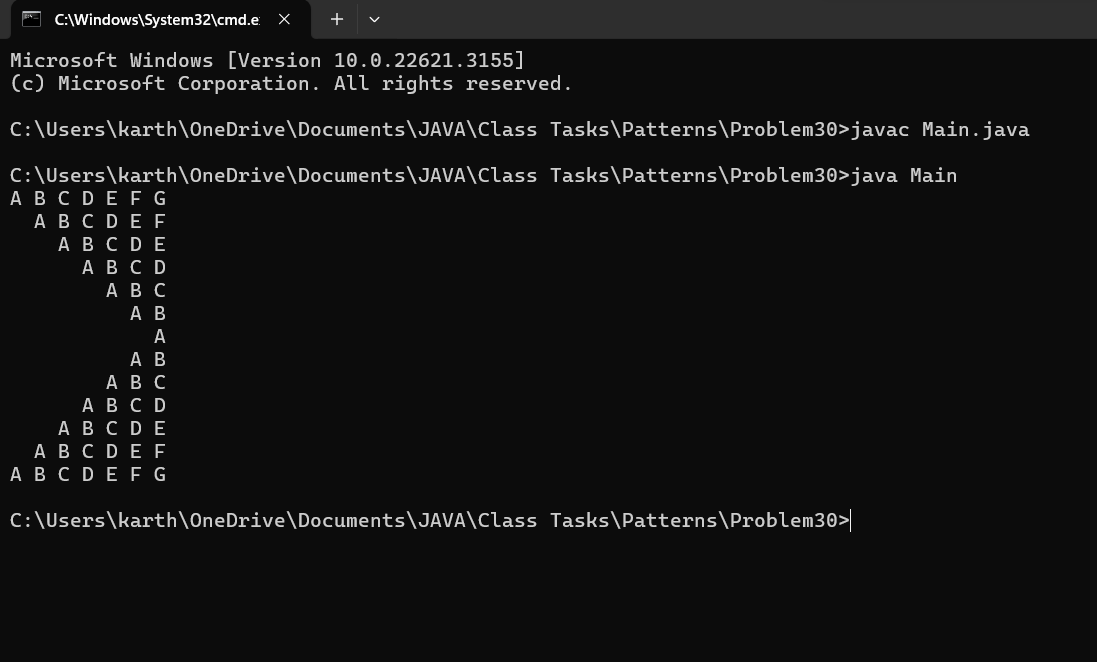 C:\Windows\System32\cmd.e
Microsoft Windows [Version 10.0.22621.3155]
(c) Microsoft Corporation. All rights reserved.
C:\Users\karth\OneDrive\Documents\JAVA\Class Tasks\Patterns\Problem30>javac Main.java
C:\Users\karth\OneDrive\Documents\JAVA\Class Tasks\Patterns\Problem30>java Main
A B C D E F G
  A B C D E F
    A B C D E
      A B C D
        A B C
          A B
            A
          A B
        A B C
      A B C D
    A B C D E
  A B C D E F
A B C D E F G
C:\Users\karth\OneDrive\Documents\JAVA\Class Tasks\Patterns\Problem30>